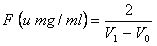 F (u mg / ml) = 2 / (V₁ − V₀)